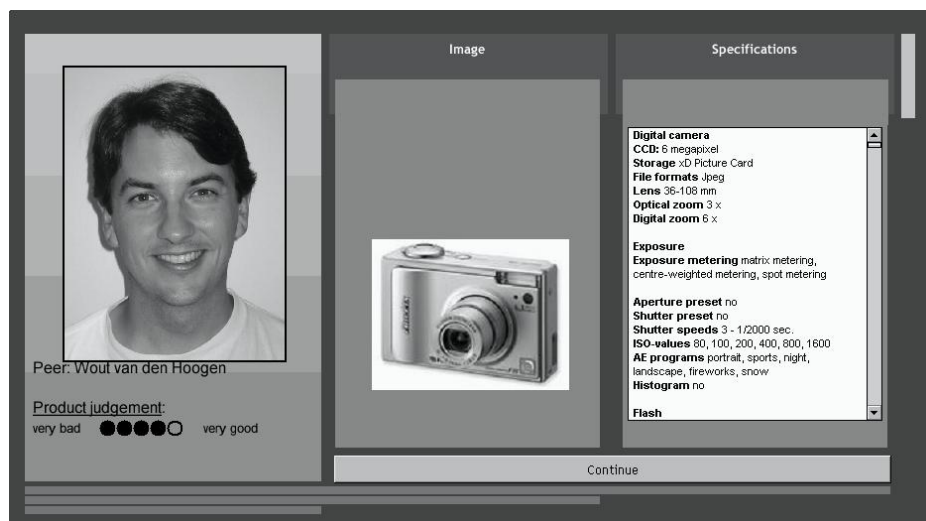 Peer: Wout van den Hoogen
Product judgement:
very bad very good
Image
Specifications
Digital camera
CCD: 6 megapixel
Storage xD Picture Card
File formats Jpeg
Lens 36-108 mm
Optical zoom 3 x
Digital zoom 6 x
Exposure
Exposure metering matrix metering,
centre-weighted metering, spot metering
Aperture preset no
Shutter preset no
Shutter speeds 3 - 1/2000 sec.
ISO-values 80, 100, 200, 400, 800, 1600
AE programs portrait, sports, night,
landscape, fireworks, snow
Histogram no
Flash
Continue